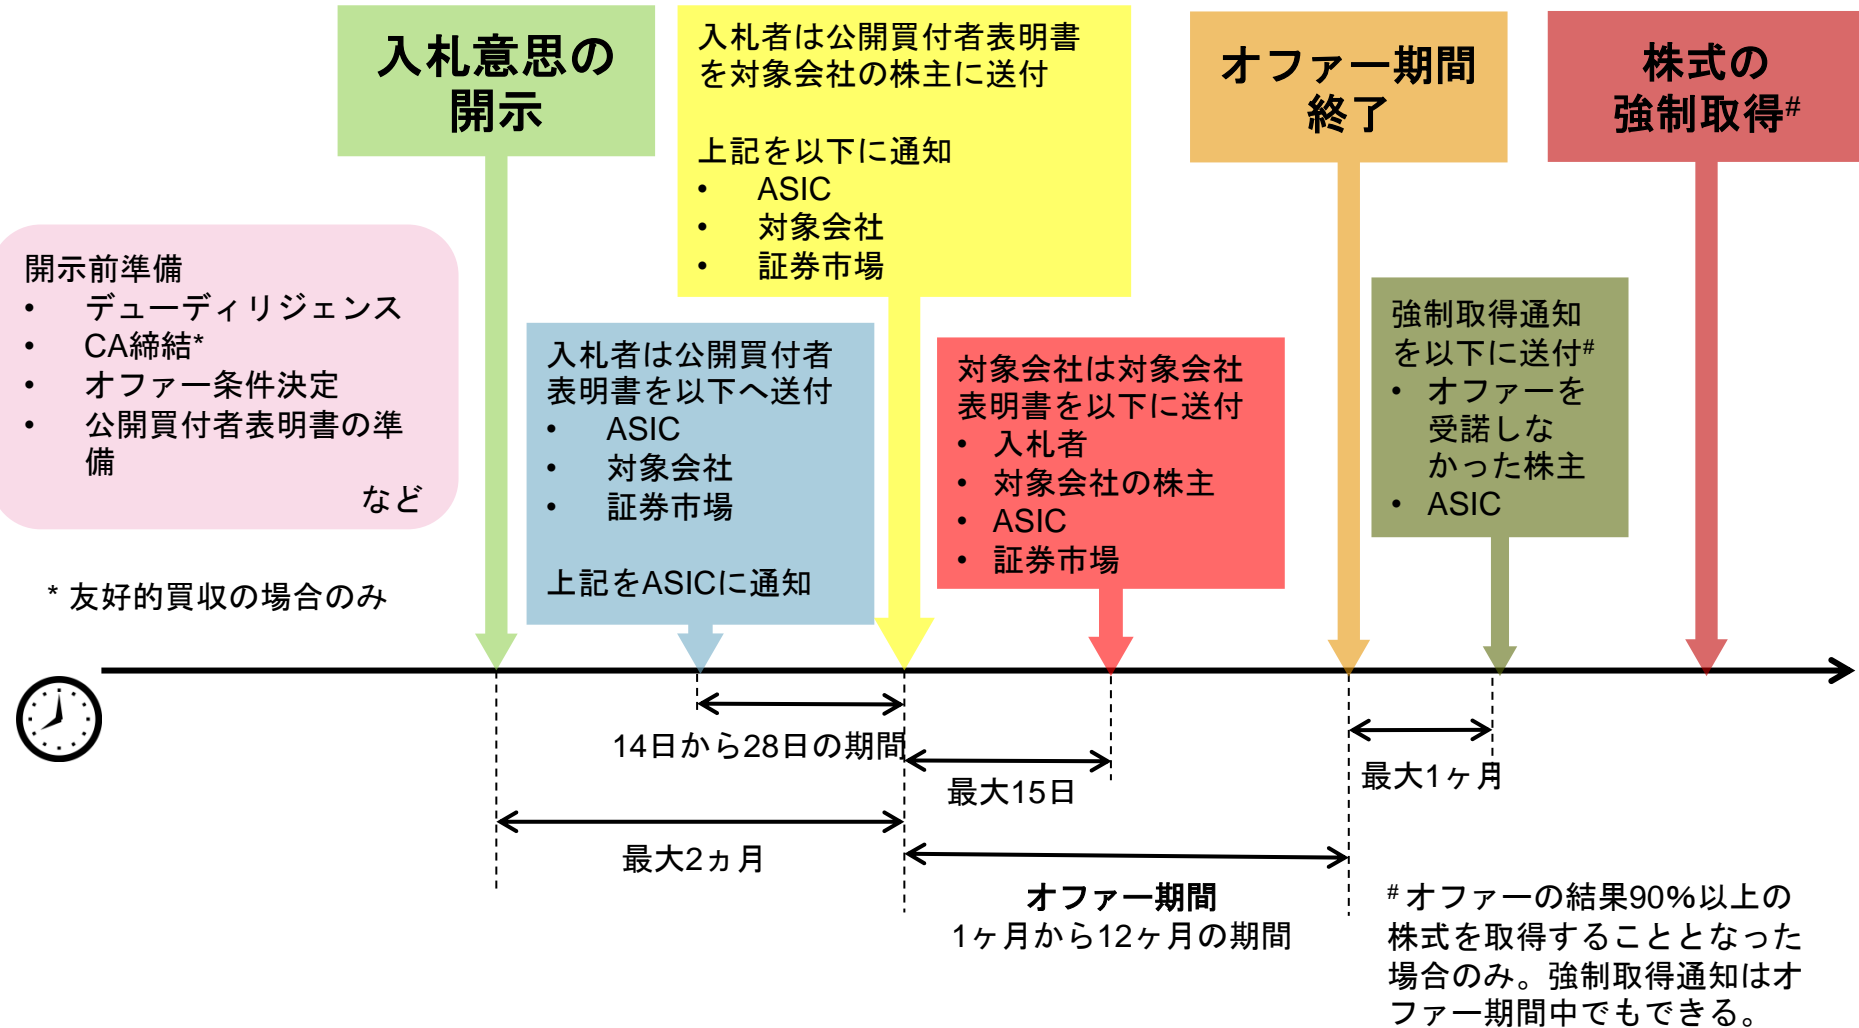 入札意思の
開示
入札者は公開買付者表明書
を対象会社の株主に送付
上記を以下に通知
• ASIC
• 対象会社
• 証券市場
オファー期間
終了
株式の
強制取得#
開示前準備
• デューディリジェンス
• CA締結*
• オファー条件決定
• 公開買付者表明書の準
備
など
* 友好的買収の場合のみ
入札者は公開買付者
表明書を以下へ送付
• ASIC
• 対象会社
• 証券市場
上記をASICに通知
対象会社は対象会社
表明書を以下に送付
• 入札者
• 対象会社の株主
• ASIC
• 証券市場
強制取得通知
を以下に送付#
• オファーを
受諾しな
かった株主
• ASIC
14日から28日の期間
最大15日
最大1ヶ月
最大2ヵ月
オファー期間
1ヶ月から12ヶ月の期間
# オファーの結果90%以上の
株式を取得することとなった
場合のみ。強制取得通知はオ
ファー期間中でもできる。